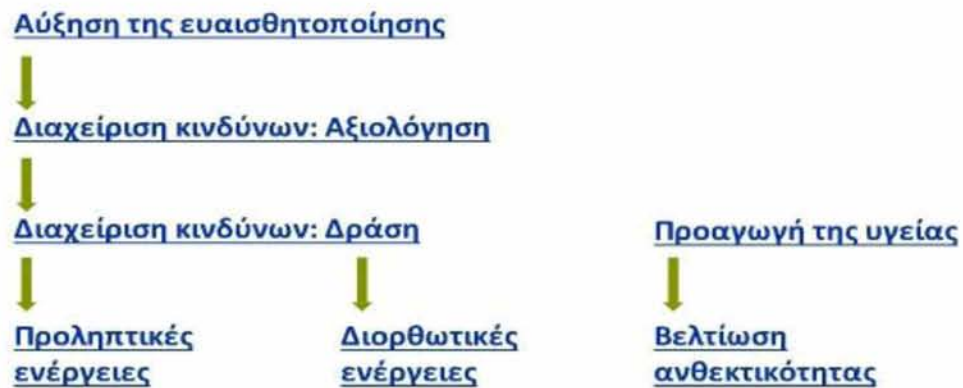 Αύξηση της ευαισθητοποίησης
Διαχείριση κινδύνων: Αξιολόγηση
Διαχείριση κινδύνων: Δράση
Προαγωγή της υγείας
Προληπτικές
ενέργειες
Διορθωτικές
ενέργειες
Βελτίωση
ανθεκτικότητας